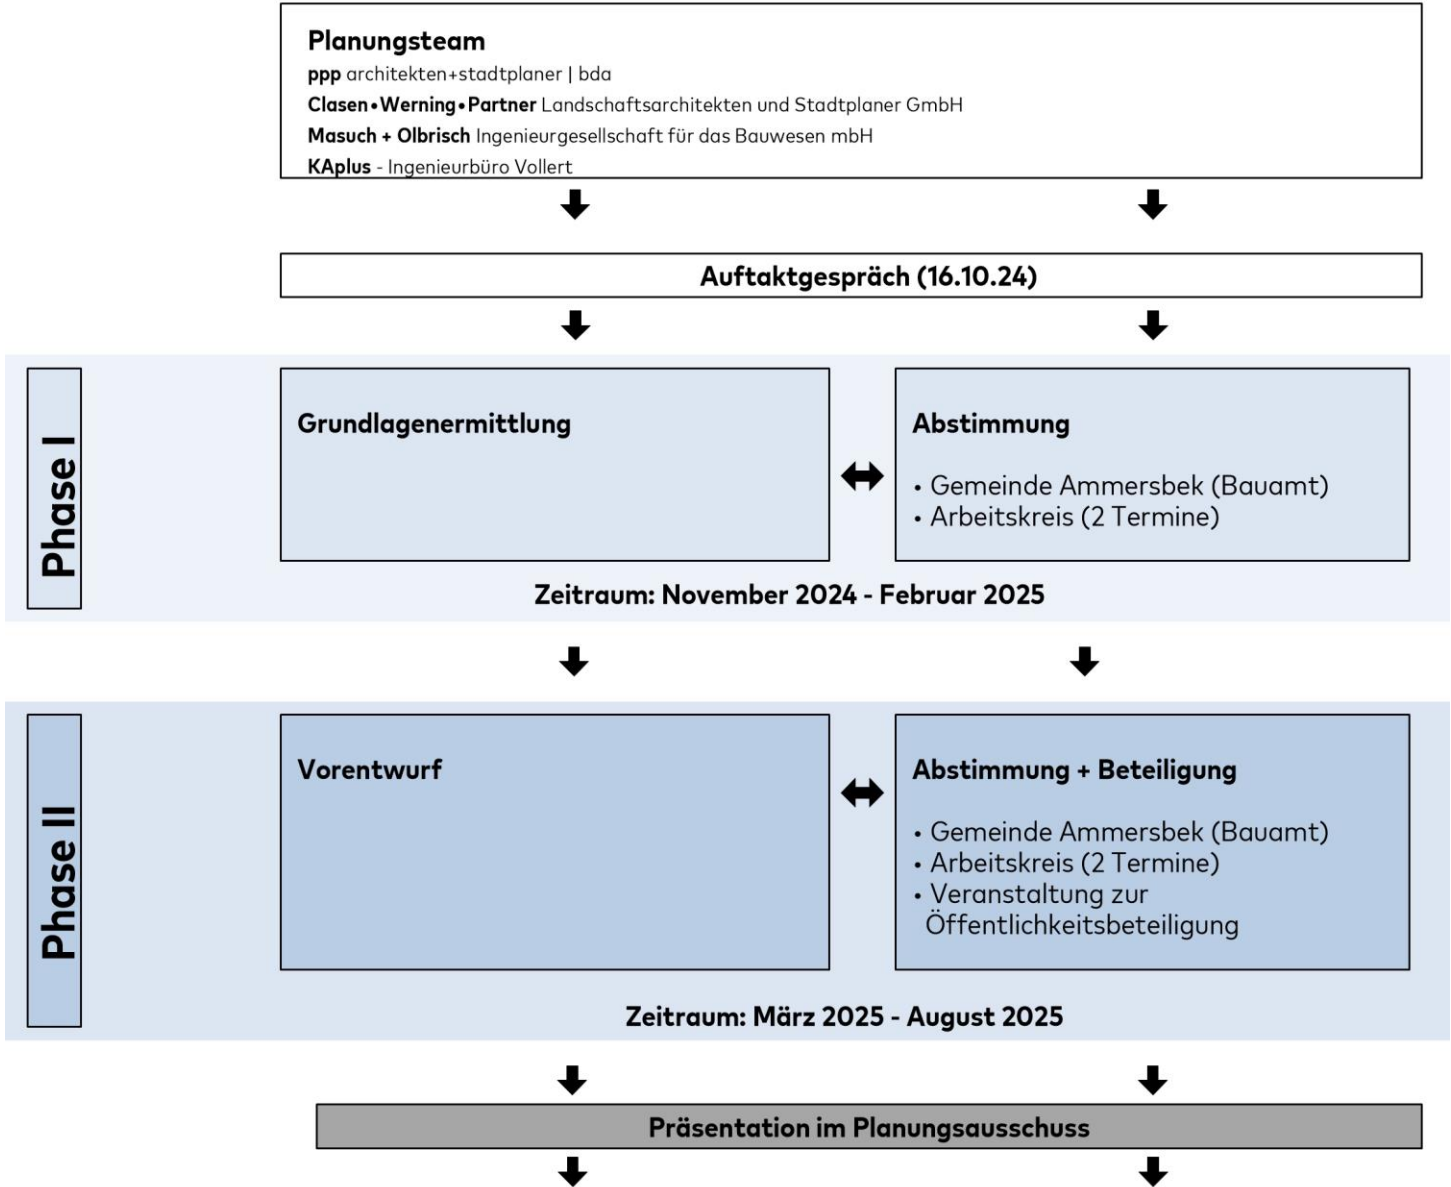 Planungsteam
ppp architekten+stadtplaner | bda
Clasen•Werning•Partner Landschaftsarchitekten und Stadtplaner GmbH
Masuch + Olbrisch Ingenieurgesellschaft für das Bauwesen mbH
KAplus - Ingenieurbüro Vollert
Auftaktgespräch (16.10.24)
Phase I
Grundlagenermittlung
Abstimmung
• Gemeinde Ammersbek (Bauamt)
• Arbeitskreis (2 Termine)
Zeitraum: November 2024 - Februar 2025
Phase II
Vorentwurf
Abstimmung + Beteiligung
• Gemeinde Ammersbek (Bauamt)
• Arbeitskreis (2 Termine)
• Veranstaltung zur
Öffentlichkeitsbeteiligung
Zeitraum: März 2025 - August 2025
Präsentation im Planungsausschuss